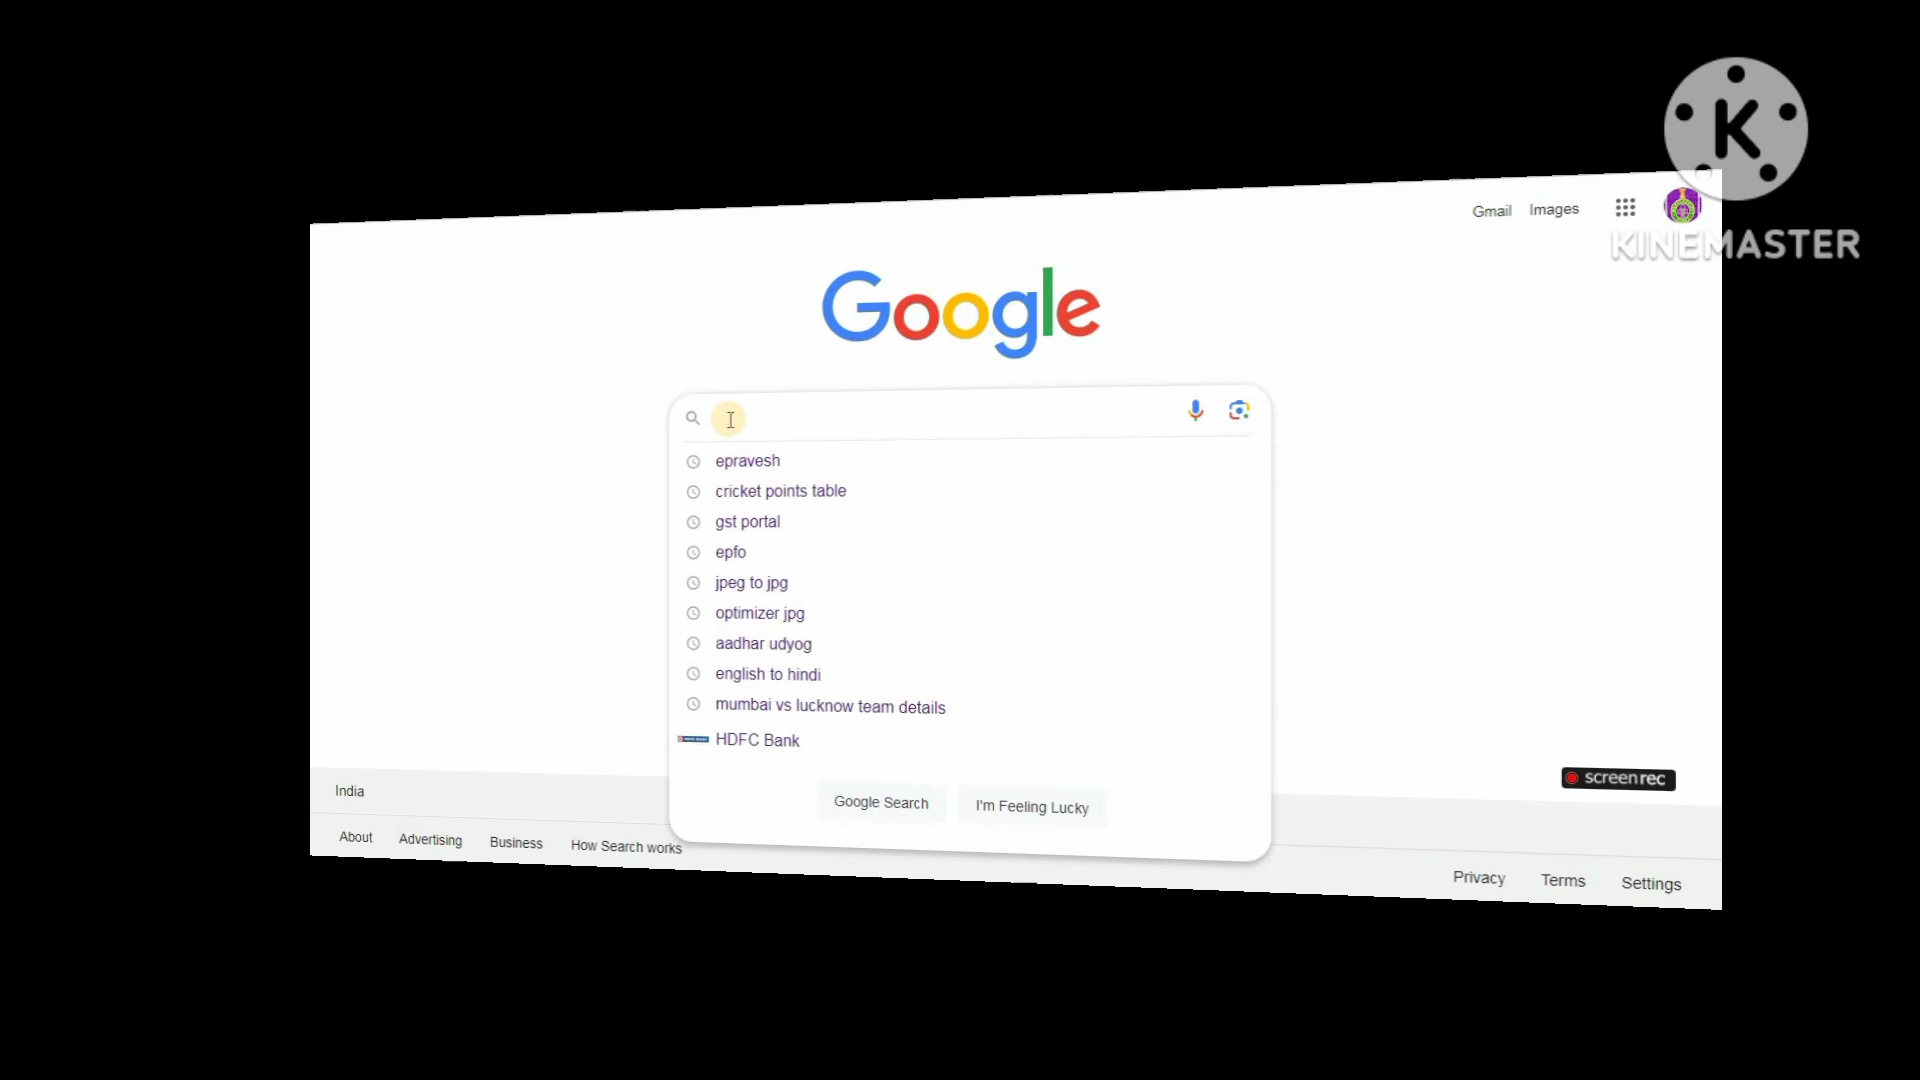 K
KINEMASTER
Gmail Images
Google
epravesh
cricket points table
gst portal
epfo
jpeg to jpg
optimizer jpg
aadhar udyog
english to hindi
mumbai vs lucknow team details
HDFC Bank
Google Search I'm Feeling Lucky
screenrec
India
About Advertising Business How Search works
Privacy Terms Settings